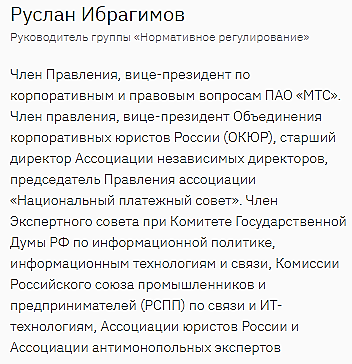 Руслан Ибрагимов
Руководитель группы «Нормативное регулирование»
Член Правления, вице-президент по
корпоративным и правовым вопросам ПАО «МТС».
Член правления, вице-президент Объединения
корпоративных юристов России (ОКЮР), старший
директор Ассоциации независимых директоров,
председатель Правления ассоциации
«Национальный платежный совет». Член
Экспертного совета при Комитете Государственной
Думы РФ по информационной политике,
информационным технологиям и связи, Комиссии
Российского союза промышленников и
предпринимателей (РСПП) по связи и ИТ-
технологиям, Ассоциации юристов России и
Ассоциации антимонопольных экспертов